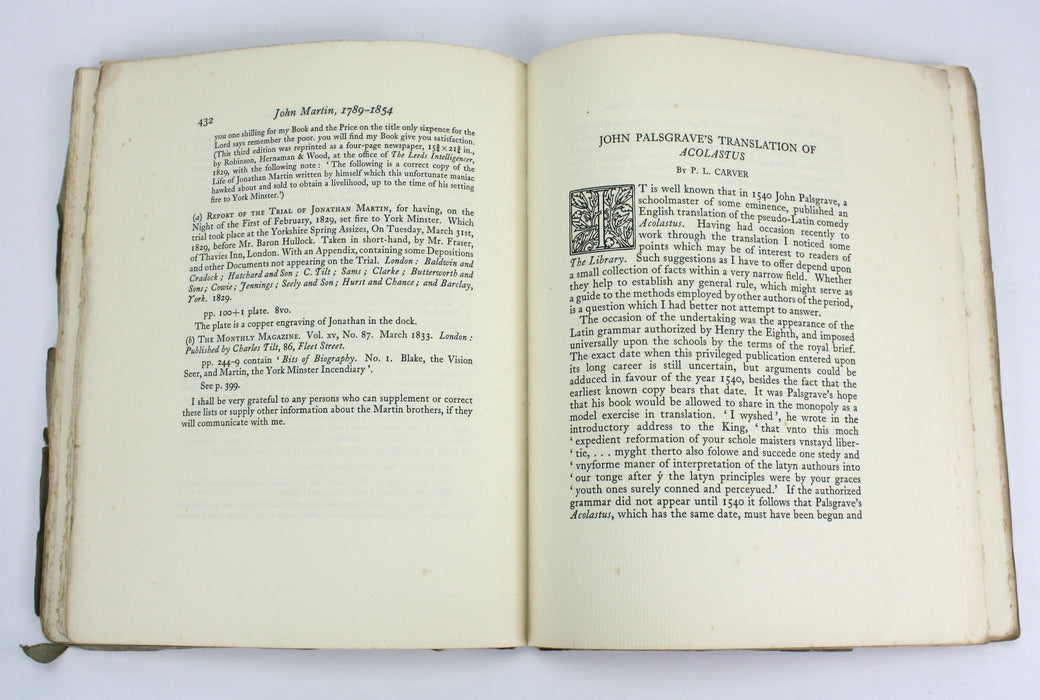 432
John Martin, 1789–1854
you one shilling for my Book and the Price on the title only sixpence for the
Lord says remember the poor. you will find my Book give you satisfaction.
(This third edition was reprinted as a four-page newspaper, 15¾ × 21¾ in.,
by Robinson, Hernaman & Wood, at the office of The Leeds Intelligencer,
1829, with the following note: ‘ The following is a correct copy of the
Life of Jonathan Martin written by himself which this unfortunate maniac
hawked about and sold to obtain a livelihood, up to the time of his setting
fire to York Minster.’)
(a) REPORT OF THE TRIAL OF JONATHAN MARTIN, for having, on the
Night of the First of February, 1829, set fire to York Minster. Which
trial took place at the Yorkshire Spring Assizes, On Tuesday, March 31st,
1829, before Mr. Baron Hullock. Taken in short-hand, by Mr. Fraser,
of Thavies Inn, London. With an Appendix, containing some Depositions
and other Documents not appearing on the Trial. London: Baldwin and
Cradock; Hatchard and Son; C. Tilt; Sams; Clarke; Butterworth and
Sons; Cowie; Jennings; Seely and Son; Hurst and Chance; and Barclay,
York. 1829.
pp. 100+1 plate. 8vo.
The plate is a copper engraving of Jonathan in the dock.
(b) THE MONTHLY MAGAZINE. Vol. xv, No. 87. March 1833. London:
Published by Charles Tilt, 86, Fleet Street.
pp. 244–9 contain ‘ Bits of Biography. No. 1. Blake, the Vision
Seer, and Martin, the York Minster Incendiary ’.
See p. 399.
I shall be very grateful to any persons who can supplement or correct
these lists or supply other information about the Martin brothers, if they
will communicate with me.
JOHN PALSGRAVE’S TRANSLATION OF
ACOLASTUS
BY P. L. CARVER
IT is well known that in 1540 John Palsgrave, a
schoolmaster of some eminence, published an
English translation of the pseudo-Latin comedy
Acolastus. Having had occasion recently to
work through the translation I noticed some
points which may be of interest to readers of
The Library. Such suggestions as I have to offer depend upon
a small collection of facts within a very narrow field. Whether
they help to establish any general rule, which might serve as
a guide to the methods employed by other authors of the period,
is a question which I had better not attempt to answer.
The occasion of the undertaking was the appearance of the
Latin grammar authorized by Henry the Eighth, and imposed
universally upon the schools by the terms of the royal brief.
The exact date when this privileged publication entered upon
its long career is still uncertain, but arguments could be
adduced in favour of the year 1540, besides the fact that the
earliest known copy bears that date. It was Palsgrave’s hope
that his book would be allowed to share in the monopoly as a
model exercise in translation. ‘ I wyshed’, he wrote in the
introductory address to the King, ‘ that vnto this moch
‘ expedient reformation of your schole maisters vnstayd liber-
‘ tie, . . . myght therto also folowe and succede one stedy and
‘ vnyforme maner of interpretation of the latyn authours into
‘ our tonge after ẏ the latyn principles were by your graces
‘ youth ones surely conned and perceyued.’ If the authorized
grammar did not appear until 1540 it follows that Palsgrave’s
Acolastus, which has the same date, must have been begun and